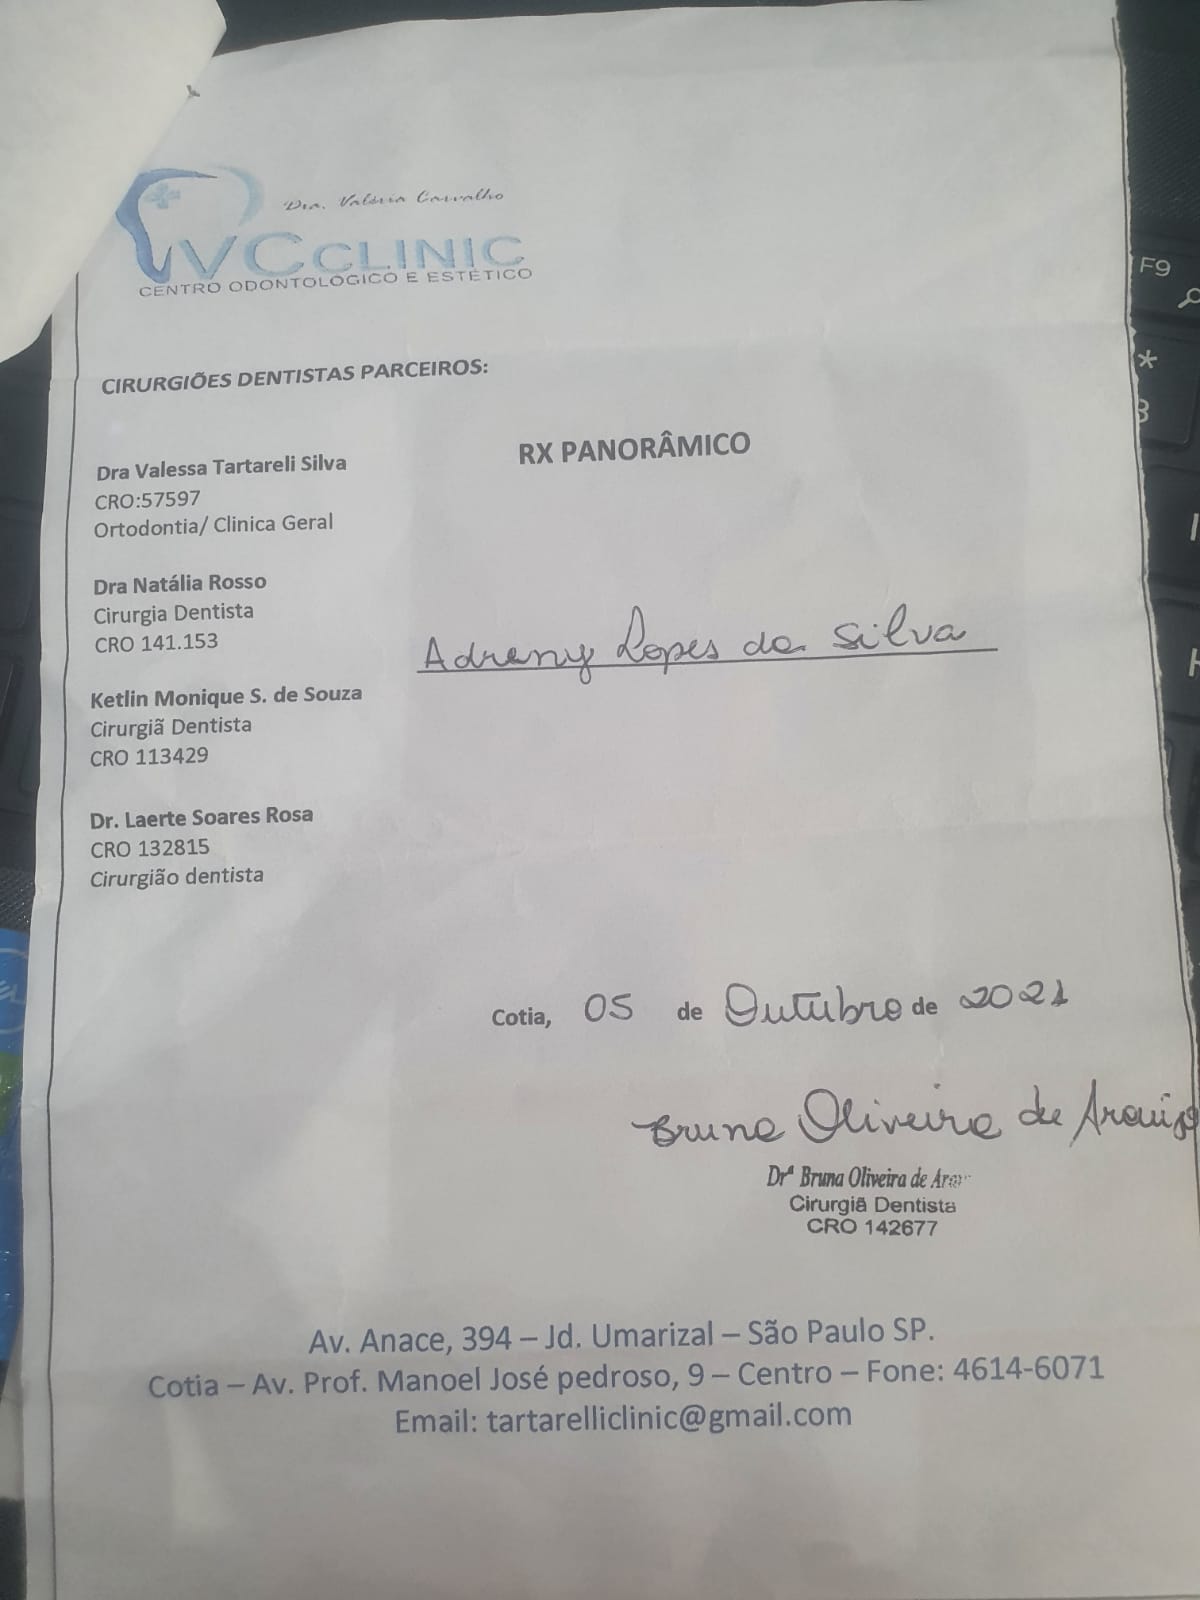 Dra. Valéria Carvalho
VC CLINIC
CENTRO ODONTOLÓGICO E ESTÉTICO
CIRURGIÕES DENTISTAS PARCEIROS:
RX PANORÂMICO
Dra Valessa Tartareli Silva
CRO:57597
Ortodontia/ Clinica Geral
Dra Natália Rosso
Cirurgia Dentista
CRO 141.153
Adreny Lopes da Silva
Ketlin Monique S. de Souza
Cirurgiã Dentista
CRO 113429
Dr. Laerte Soares Rosa
CRO 132815
Cirurgião dentista
Cotia, 05 de Outubro de 2021
Bruna Oliveira de Araujo
Drª Bruna Oliveira de
Cirurgiã Dentista
CRO 142677
Av. Anace, 394 – Jd. Umarizal – São Paulo SP.
Cotia – Av. Prof. Manoel José pedroso, 9 – Centro – Fone: 4614-6071
Email: tartarelliclinic@gmail.com
F9
*